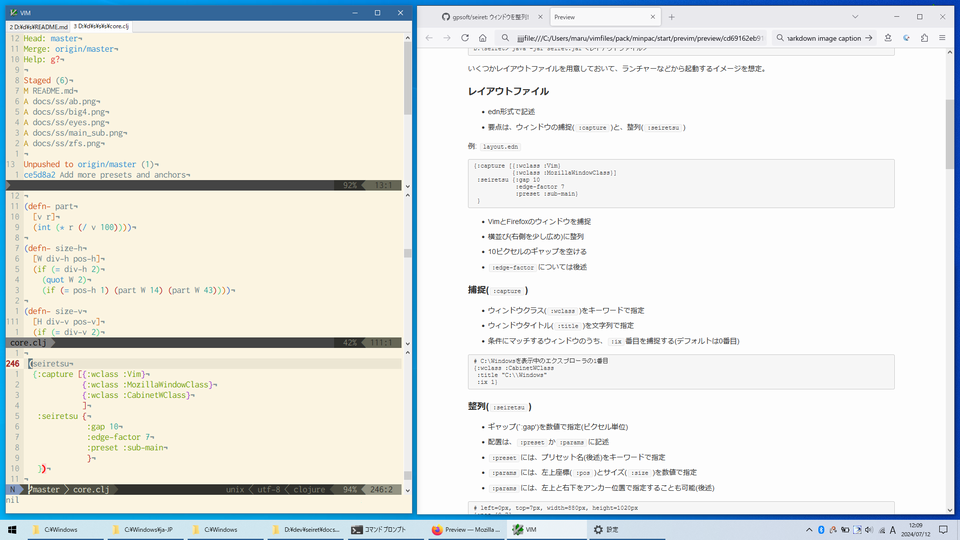 VIM
2 D:¥d¥s¥README.md 3 D:¥d¥s¥s¥s¥core.clj
12 Head: master¬
11 Merge: origin/master¬
10 Help: g?¬
9 ¬
8 Staged (6)¬
7 M README.md¬
6 A docs/ss/ab.png¬
5 A docs/ss/big4.png¬
4 A docs/ss/eyes.png¬
3 A docs/ss/main_sub.png¬
2 A docs/ss/zfs.png¬
1 ¬
13 Unpushed to origin/master (1)¬
1 ce5d8a2 Add more presets and anchors¬
92% 13:1
12 ¬
11 (defn- part¬
10 [v r]¬
9 (int (* r (/ v 100))))¬
8 ¬
7 (defn- size-h¬
6 [W div-h pos-h]¬
5 (if (= div-h 2)¬
4 (quot W 2)¬
3 (if (= pos-h 1) (part W 14) (part W 43))))¬
2 ¬
1 (defn- size-v¬
111 [H div-v pos-v]¬
1 (if (= div-v 2)¬
core.clj 42% 111:1
1 ¬
246 (seiretsu¬
1 {:capture [{:wclass :Vim}¬
2 {:wclass :MozillaWindowClass}¬
3 {:wclass :CabinetWClass}¬
4 ]¬
5 :seiretsu {¬
6 :gap 10¬
7 :edge-factor 7¬
8 :preset :sub-main¬
9 }¬
10 })¬
11 ¬
N master core.clj unix utf-8 clojure 94% 246:2
nil
gpsoft/seiret: ウィンドウを整列!
Preview
file:///C:/Users/maru/vimfiles/pack/minpac/start/previm/preview/cd69162eb91
markdown image caption
いくつかレイアウトファイルを用意しておいて、ランチャーなどから起動するイメージを想定。
レイアウトファイル
• edn形式で記述
• 要点は、ウィンドウの捕捉( :capture )と、整列( :seiretsu )
例: layout.edn
{:capture [{:wclass :Vim}
{:wclass :MozillaWindowClass}]
:seiretsu {:gap 10
:edge-factor 7
:preset :sub-main}
}
• VimとFirefoxのウィンドウを捕捉
• 横並び(右側を少し広め)に整列
• 10ピクセルのギャップを空ける
• :edge-factor については後述
捕捉( :capture )
• ウィンドウクラス( :wclass )をキーワードで指定
• ウィンドウタイトル( :title )を文字列で指定
• 条件にマッチするウィンドウのうち、 :ix 番目を捕捉する(デフォルトは0番目)
# C:\Windowsを表示中のエクスプローラの1番目
{:wclass :CabinetWClass
:title "C:\\Windows"
:ix 1}
整列( :seiretsu )
• ギャップ(`:gap')を数値で指定(ピクセル単位)
• 配置は、 :preset か :params に記述
• :preset には、プリセット名(後述)をキーワードで指定
• :params には、左上座標( :pos )とサイズ( :size )を数値で指定
• :params には、左上と右下をアンカー位置で指定することも可能(後述)
# left=0px, top=7px, width=880px, height=1020px
C:¥Windows
C:¥Windows¥ja-JP
C:¥Windows
D:¥dev¥seiret¥docs...
コマンド プロンプト
Preview — Mozilla ...
VIM
設定
A
12:09
2024/07/12